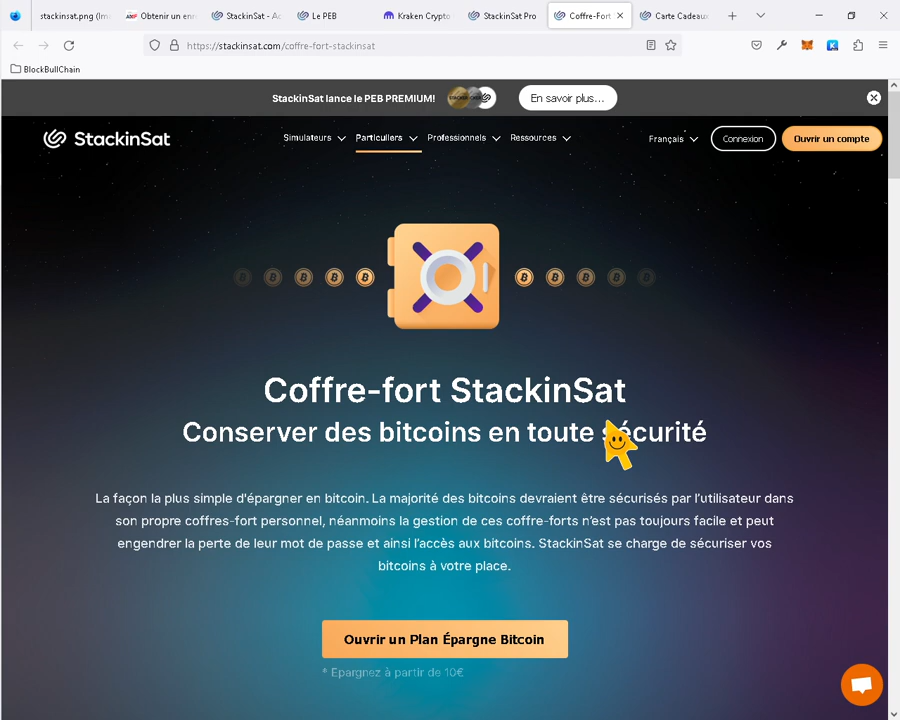 stackinsat.png (Im
Obtenir un enr
StackinSat - Ac
Le PEB
Kraken Crypto
StackinSat Pro
Coffre-Fort
Carte Cadeau
https://stackinsat.com/coffre-fort-stackinsat
BlockBullChain
StackinSat lance le PEB PREMIUM!
En savoir plus...
StackinSat
Simulateurs
Particuliers
Professionnels
Ressources
Français
Connexion
Ouvrir un compte
Coffre-fort StackinSat
Conserver des bitcoins en toute sécurité
La façon la plus simple d'épargner en bitcoin. La majorité des bitcoins devraient être sécurisés par l'utilisateur dans
son propre coffres-fort personnel, néanmoins la gestion de ces coffre-forts n'est pas toujours facile et peut
engendrer la perte de leur mot de passe et ainsi l'accès aux bitcoins. StackinSat se charge de sécuriser vos
bitcoins à votre place.
Ouvrir un Plan Épargne Bitcoin
* Epargnez à partir de 10€